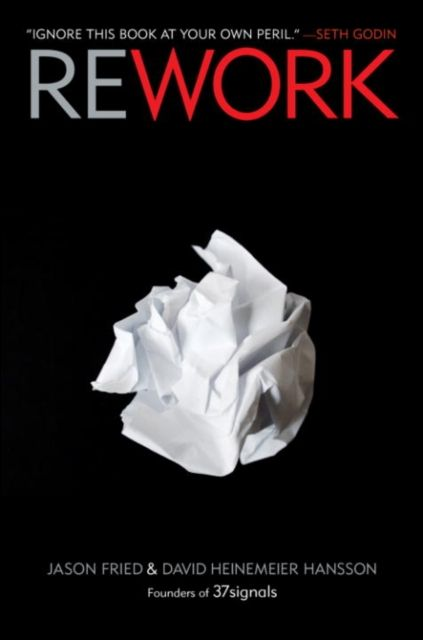 "IGNORE THIS BOOK AT YOUR OWN PERIL." —SETH GODIN
REWORK
JASON FRIED & DAVID HEINEMEIER HANSSON
Founders of 37signals